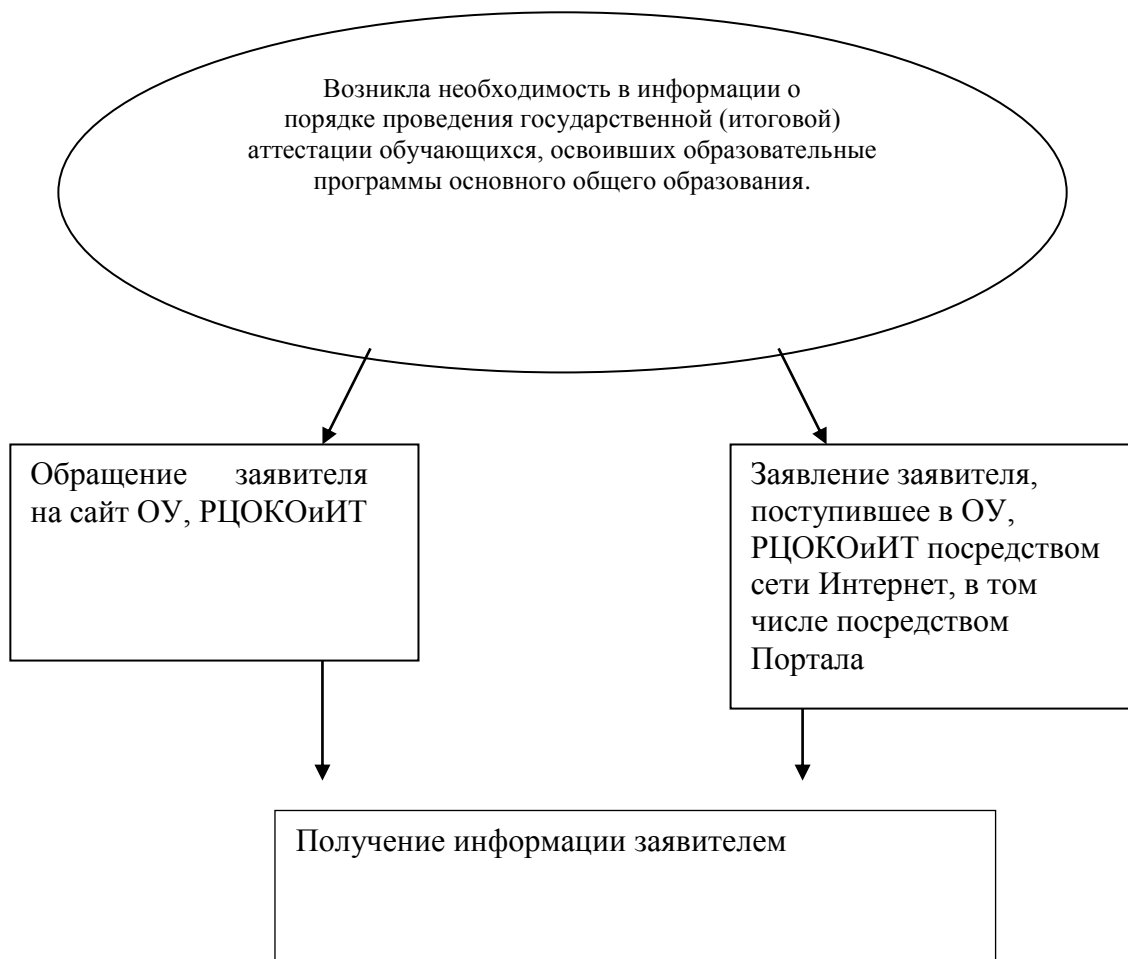 Возникла необходимость в информации о
порядке проведения государственной (итоговой)
аттестации обучающихся, освоивших образовательные
программы основного общего образования.
Обращение заявителя
на сайт ОУ, РЦОКОиИТ
Заявление заявителя,
поступившее в ОУ,
РЦОКОиИТ посредством
сети Интернет, в том
числе посредством
Портала
Получение информации заявителем